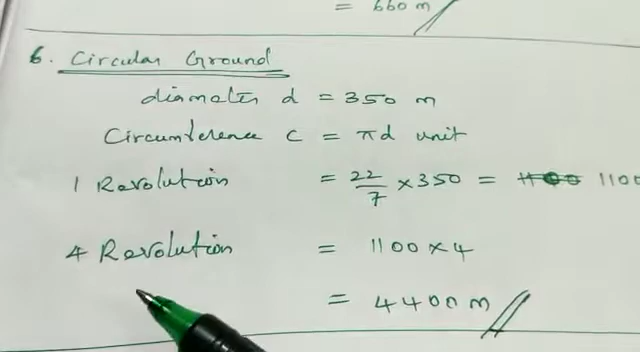 = 660 m
6. Circular Ground
diameter d = 350 m
Circumference C = πd unit
1 Revolution = 22/7 × 350 = 1100 1100
4 Revolution = 1100 × 4
= 4400 m